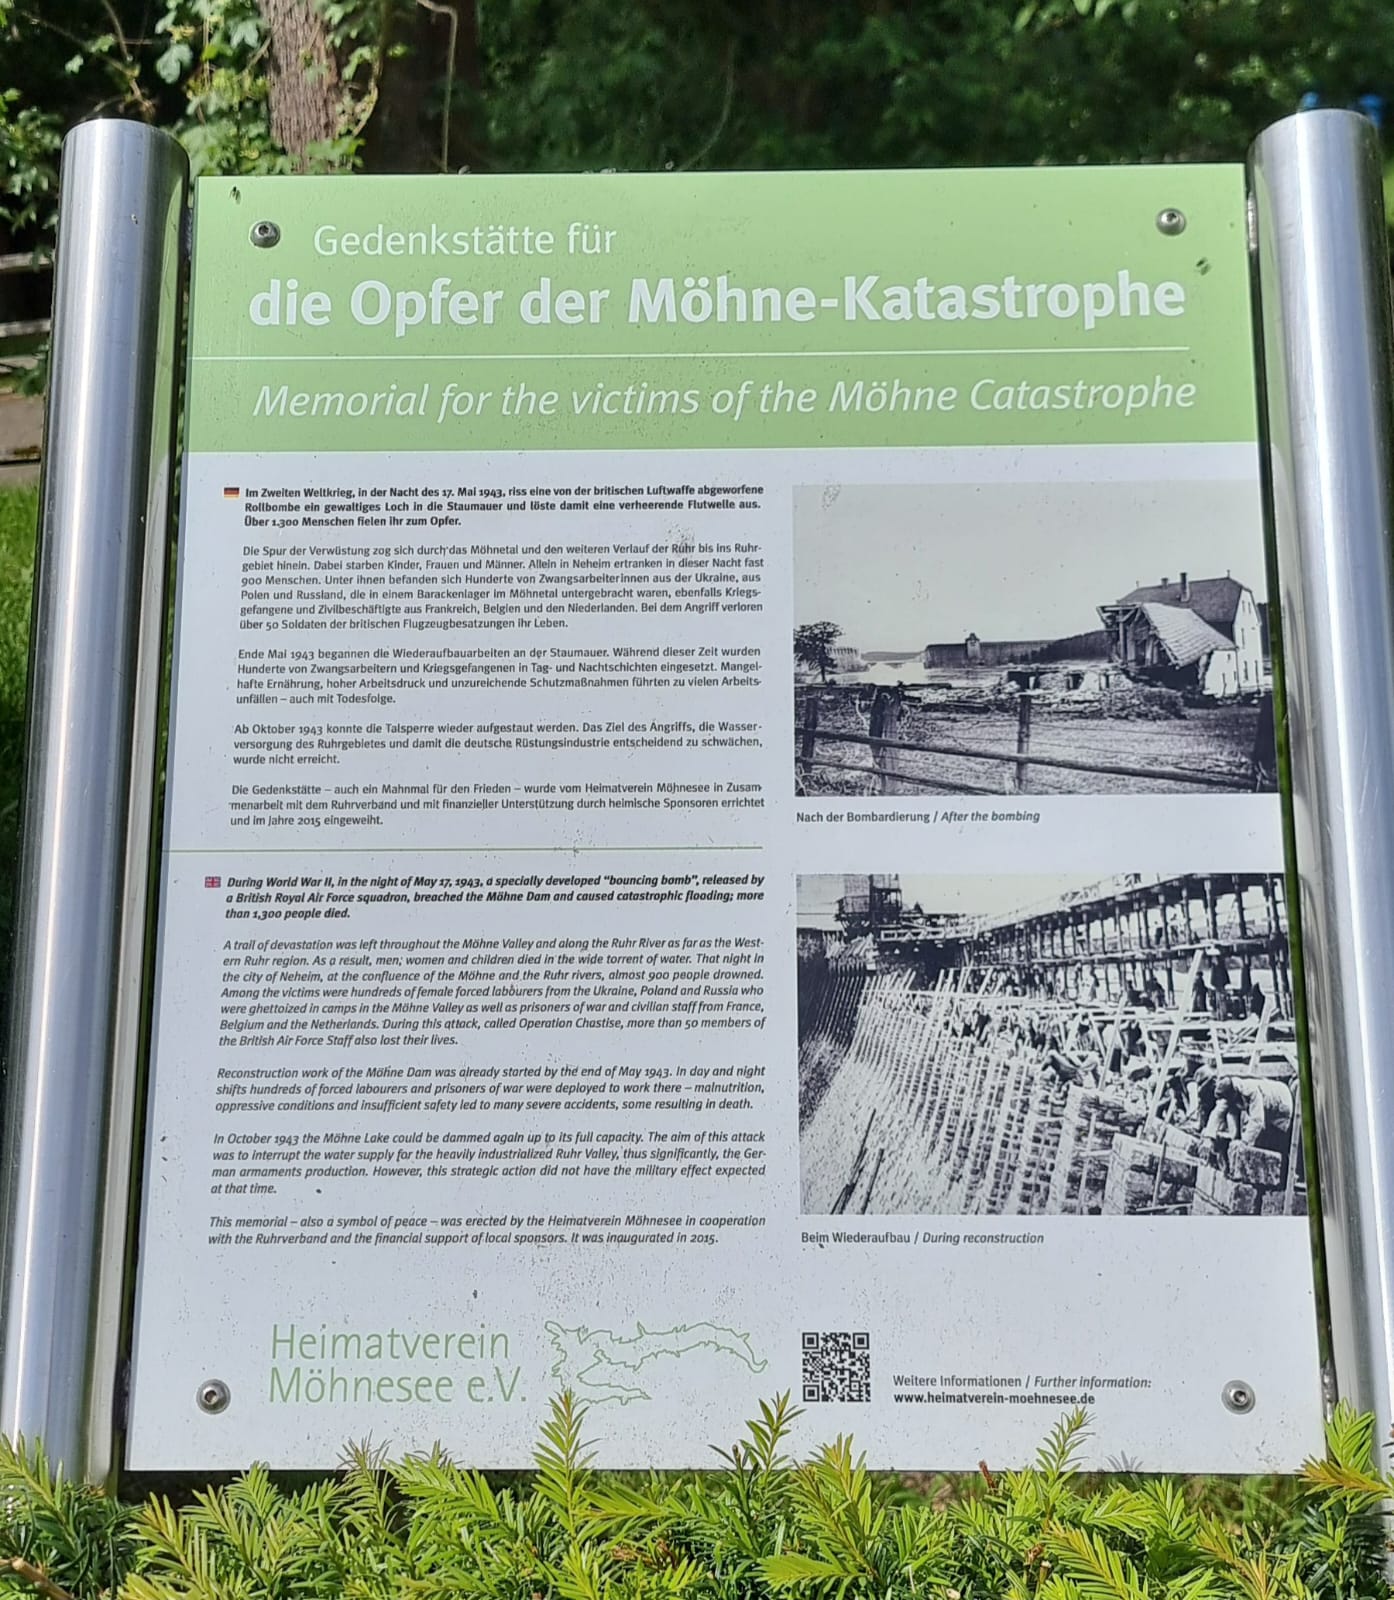 Gedenkstätte für
die Opfer der Möhne-Katastrophe
Memorial for the victims of the Möhne Catastrophe
Im Zweiten Weltkrieg, in der Nacht des 17. Mai 1943, riss eine von der britischen Luftwaffe abgeworfene
Rollbombe ein gewaltiges Loch in die Staumauer und löste damit eine verheerende Flutwelle aus.
Über 1.300 Menschen fielen ihr zum Opfer.
Die Spur der Verwüstung zog sich durch das Möhnetal und den weiteren Verlauf der Ruhr bis ins Ruhr-
gebiet hinein. Dabei starben Kinder, Frauen und Männer. Allein in Neheim ertranken in dieser Nacht fast
900 Menschen. Unter ihnen befanden sich Hunderte von Zwangsarbeiterinnen aus der Ukraine, aus
Polen und Russland, die in einem Barackenlager im Möhnetal untergebracht waren, ebenfalls Kriegs-
gefangene und Zivilbeschäftigte aus Frankreich, Belgien und den Niederlanden. Bei dem Angriff verloren
über 50 Soldaten der britischen Flugzeugbesatzungen ihr Leben.
Ende Mai 1943 begannen die Wiederaufbauarbeiten an der Staumauer. Während dieser Zeit wurden
Hunderte von Zwangsarbeitern und Kriegsgefangenen in Tag- und Nachtschichten eingesetzt. Mangel-
hafte Ernährung, hoher Arbeitsdruck und unzureichende Schutzmaßnahmen führten zu vielen Arbeits-
unfällen – auch mit Todesfolge.
Ab Oktober 1943 konnte die Talsperre wieder aufgestaut werden. Das Ziel des Angriffs, die Wasser-
versorgung des Ruhrgebietes und damit die deutsche Rüstungsindustrie entscheidend zu schwächen,
wurde nicht erreicht.
Die Gedenkstätte – auch ein Mahnmal für den Frieden – wurde vom Heimatverein Möhnesee in Zusam
menarbeit mit dem Ruhrverband und mit finanzieller Unterstützung durch heimische Sponsoren errichtet
und im Jahre 2015 eingeweiht.
During World War II, in the night of May 17, 1943, a specially developed “bouncing bomb”, released by
a British Royal Air Force squadron, breached the Möhne Dam and caused catastrophic flooding; more
than 1,300 people died.
A trail of devastation was left throughout the Möhne Valley and along the Ruhr River as far as the West-
ern Ruhr region. As a result, men, women and children died in the wide torrent of water. That night in
the city of Neheim, at the confluence of the Möhne and the Ruhr rivers, almost 900 people drowned.
Among the victims were hundreds of female forced labourers from the Ukraine, Poland and Russia who
were ghettoized in camps in the Möhne Valley as well as prisoners of war and civilian staff from France,
Belgium and the Netherlands. During this attack, called Operation Chastise, more than 50 members of
the British Air Force Staff also lost their lives.
Reconstruction work of the Möhne Dam was already started by the end of May 1943. In day and night
shifts hundreds of forced labourers and prisoners of war were deployed to work there – malnutrition,
oppressive conditions and insufficient safety led to many severe accidents, some resulting in death.
In October 1943 the Möhne Lake could be dammed again up to its full capacity. The aim of this attack
was to interrupt the water supply for the heavily industrialized Ruhr Valley, thus significantly, the Ger-
man armaments production. However, this strategic action did not have the military effect expected
at that time.
This memorial – also a symbol of peace – was erected by the Heimatverein Möhnesee in cooperation
with the Ruhrverband and the financial support of local sponsors. It was inaugurated in 2015.
Nach der Bombardierung / After the bombing
Beim Wiederaufbau / During reconstruction
Heimatverein
Möhnesee e.V.
Weitere Informationen / Further information:
www.heimatverein-moehnesee.de